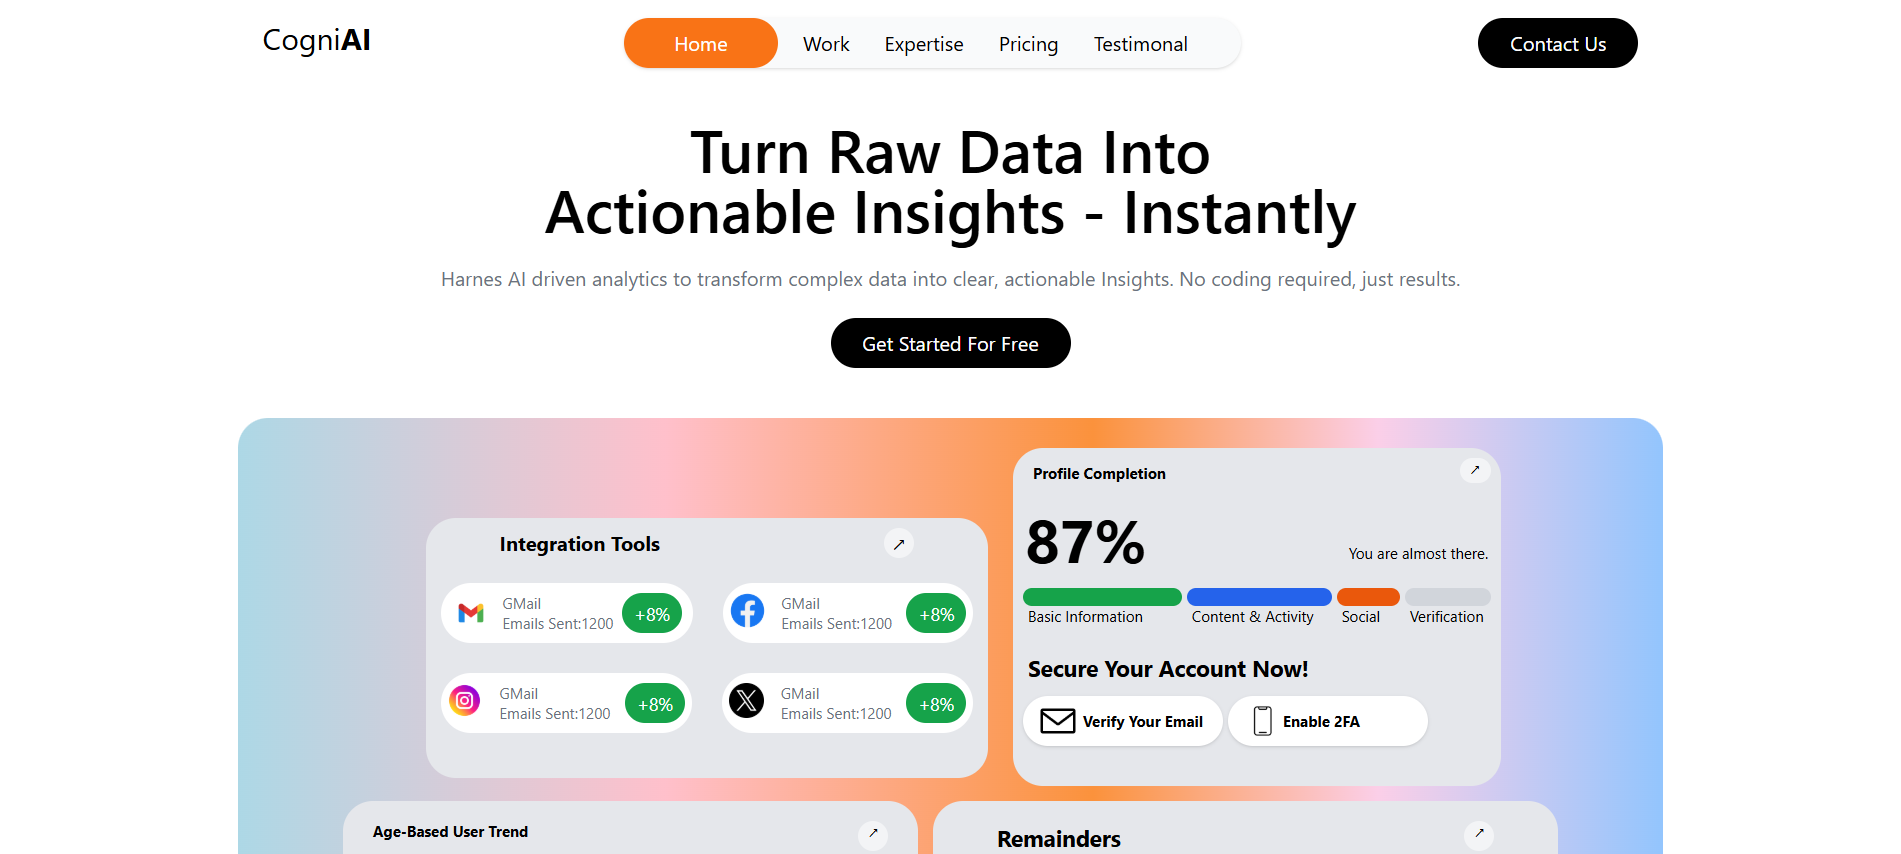 CogniAI
Home
Work
Expertise
Pricing
Testimonal
Contact Us
Turn Raw Data Into
Actionable Insights - Instantly
Harnes AI driven analytics to transform complex data into clear, actionable Insights. No coding required, just results.
Get Started For Free
Integration Tools
GMail
Emails Sent:1200
+8%
GMail
Emails Sent:1200
+8%
GMail
Emails Sent:1200
+8%
GMail
Emails Sent:1200
+8%
Profile Completion
87%
You are almost there.
Basic Information
Content & Activity
Social
Verification
Secure Your Account Now!
Verify Your Email
Enable 2FA
Age-Based User Trend
Remainders